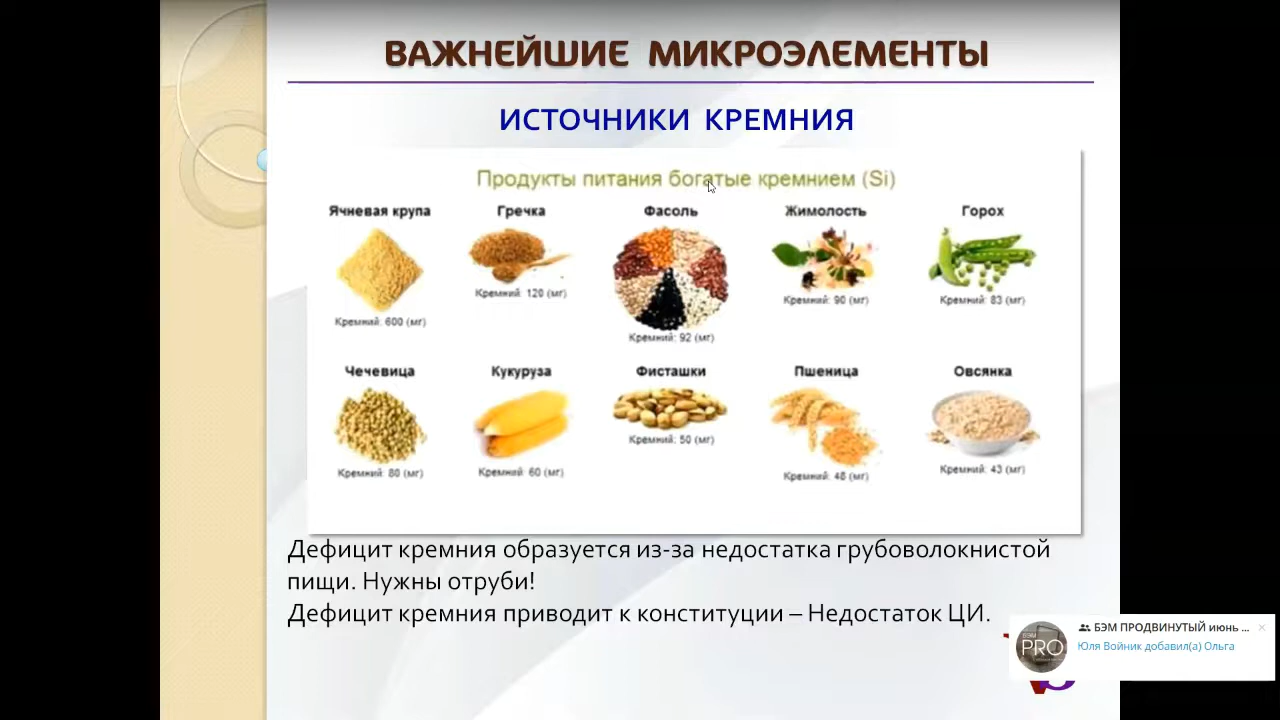 ВАЖНЕЙШИЕ МИКРОЭЛЕМЕНТЫ
ИСТОЧНИКИ КРЕМНИЯ
Продукты питания богатые кремнием (Si)
Ячневая крупа
Гречка
Фасоль
Жимолость
Горох
Кремний: 600 (мг)
Кремний: 120 (мг)
Кремний: 92 (мг)
Кремний: 90 (мг)
Кремний: 83 (мг)
Чечевица
Кукуруза
Фисташки
Пшеница
Овсянка
Кремний: 80 (мг)
Кремний: 60 (мг)
Кремний: 50 (мг)
Кремний: 48 (мг)
Кремний: 43 (мг)
Дефицит кремния образуется из-за недостатка грубоволокнистой
пищи. Нужны отруби!
Дефицит кремния приводит к конституции – Недостаток ЦИ.
БЭМ ПРОДВИНУТЫЙ июнь ...
Юля Войник добавил(а) Ольга
БЭМ
PRO